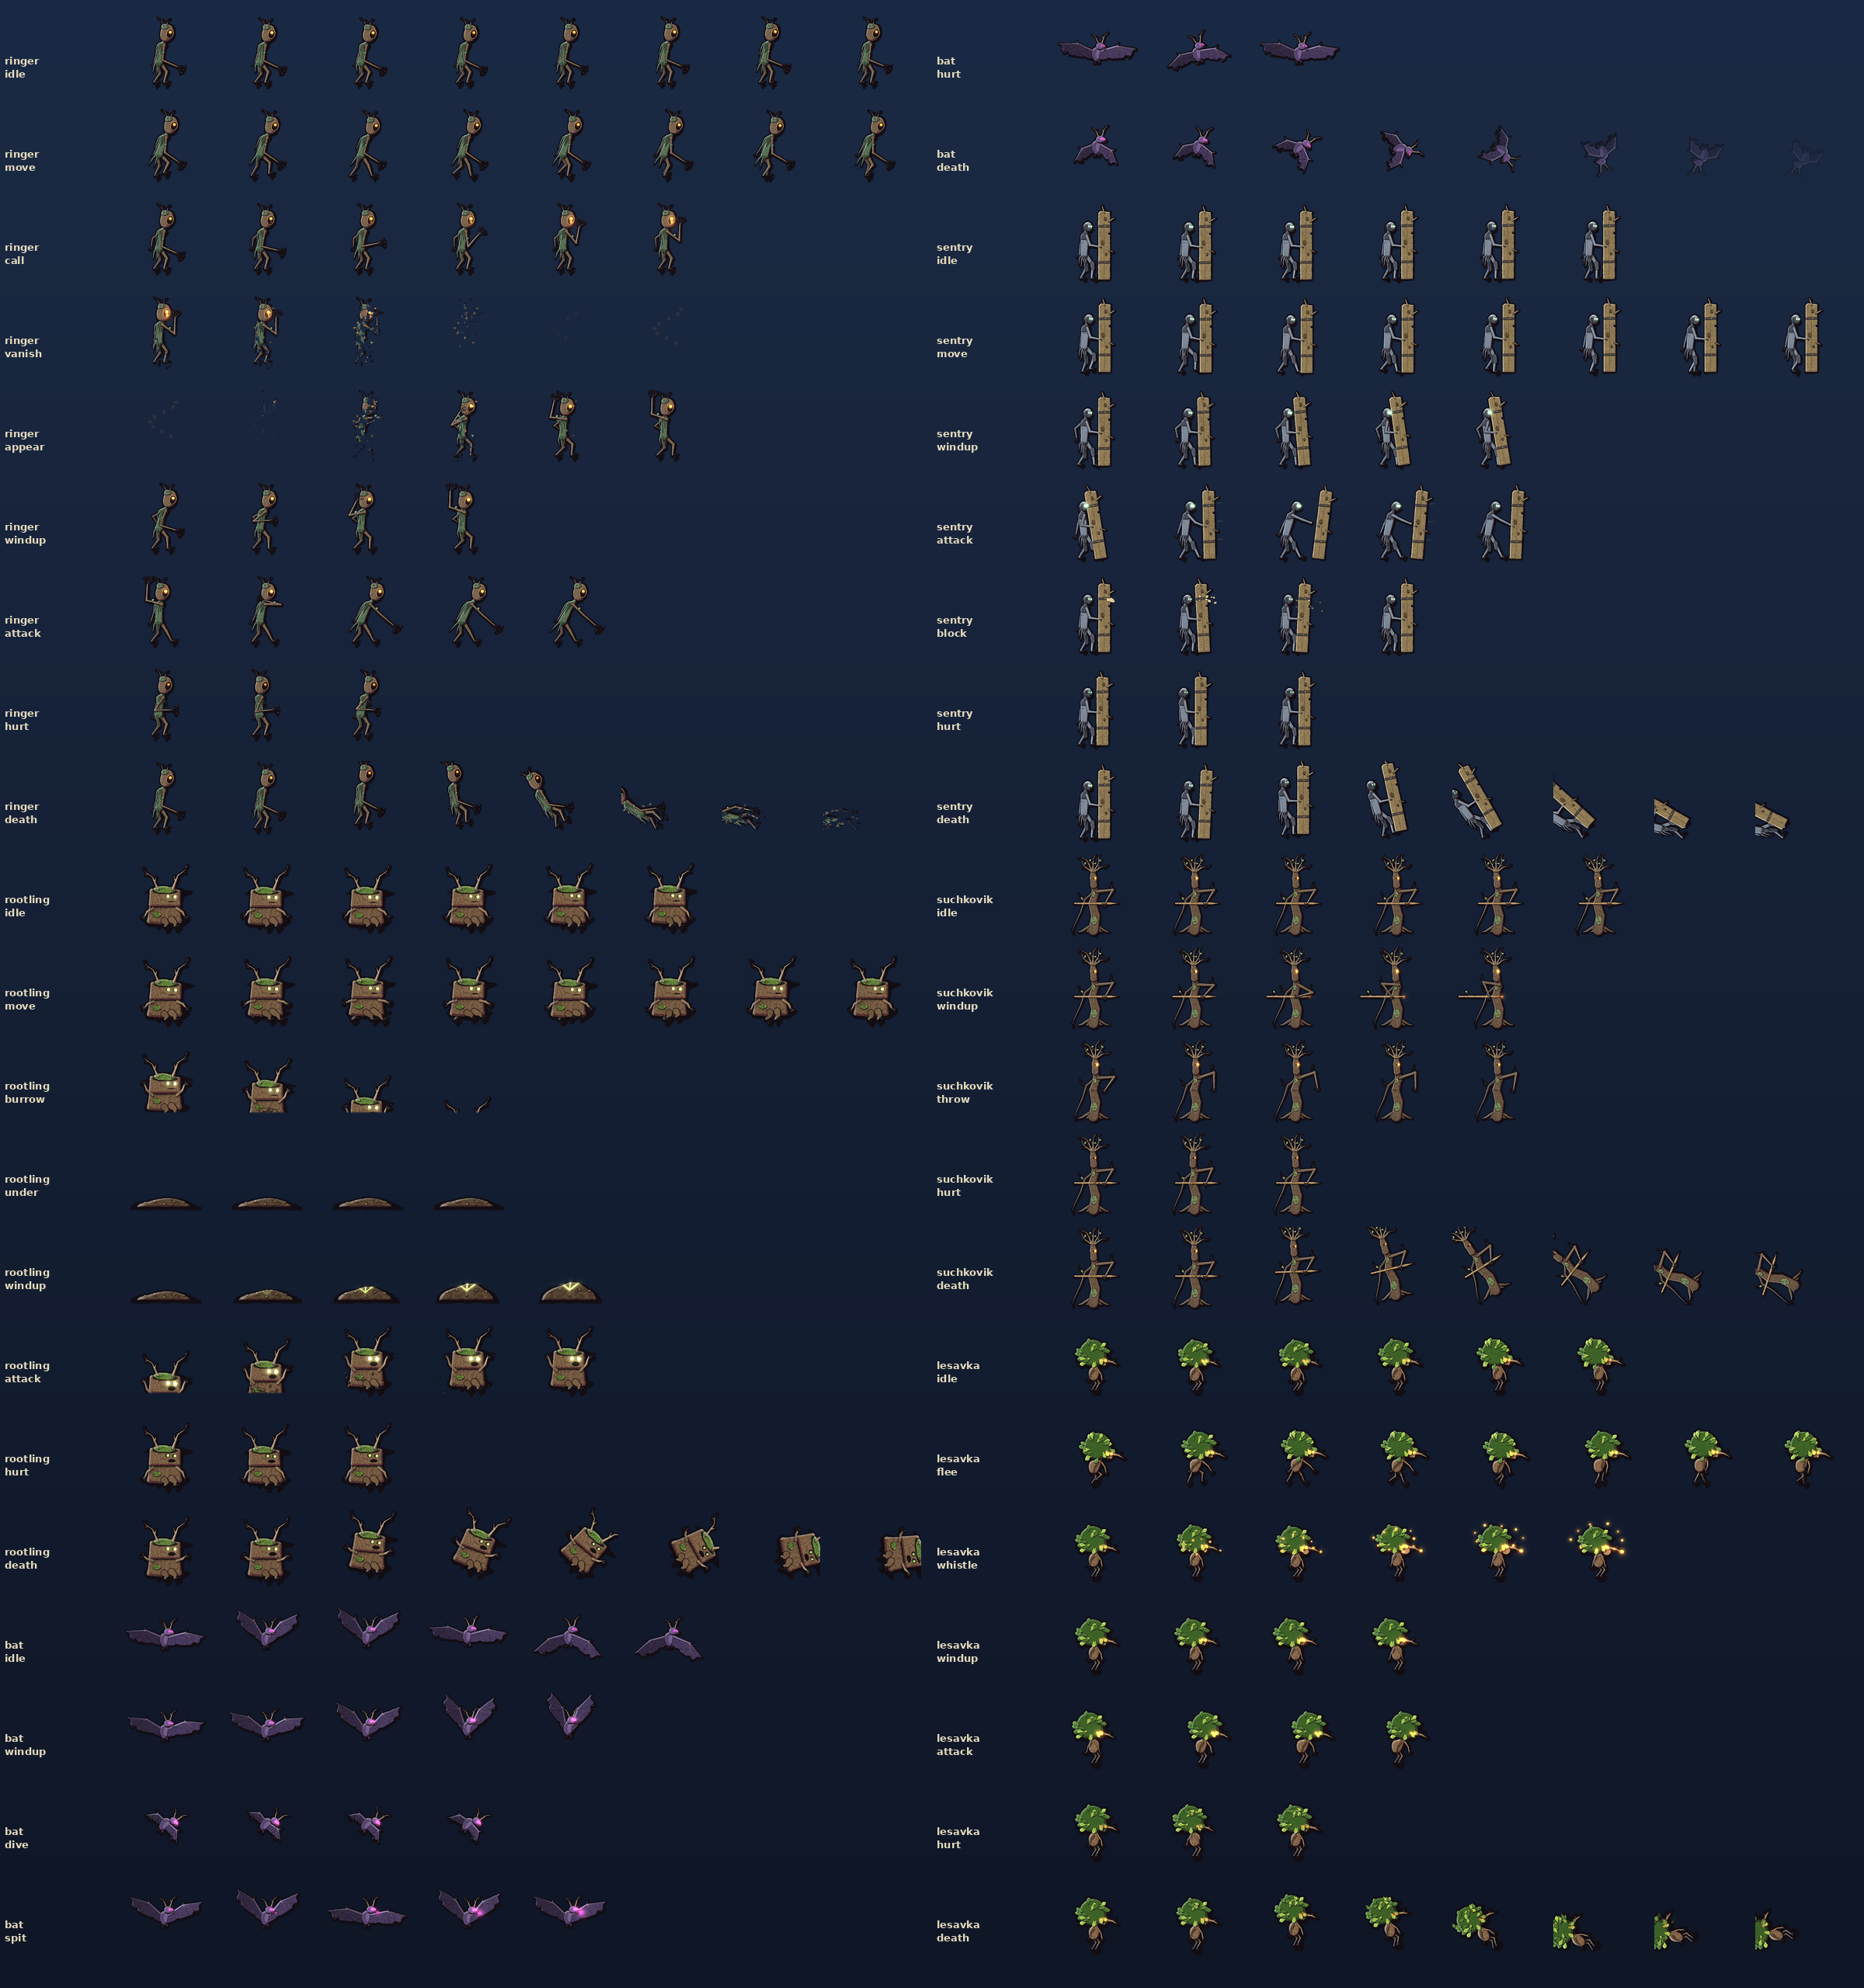 ringer
idle
ringer
move
ringer
call
ringer
vanish
ringer
appear
ringer
windup
ringer
attack
ringer
hurt
ringer
death
rootling
idle
rootling
move
rootling
burrow
rootling
under
rootling
windup
rootling
attack
rootling
hurt
rootling
death
bat
idle
bat
windup
bat
dive
bat
spit
bat
hurt
bat
death
sentry
idle
sentry
move
sentry
windup
sentry
attack
sentry
block
sentry
hurt
sentry
death
suchkovik
idle
suchkovik
windup
suchkovik
throw
suchkovik
hurt
suchkovik
death
lesavka
idle
lesavka
flee
lesavka
whistle
lesavka
windup
lesavka
attack
lesavka
hurt
lesavka
death